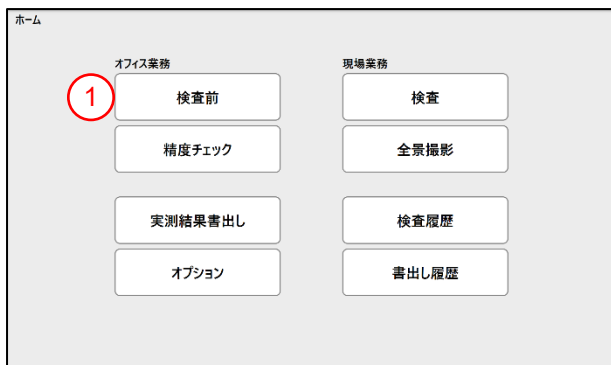 ホーム
オフィス業務
現場業務
1
検査前
検査
精度チェック
全景撮影
実測結果書出し
検査履歴
オプション
書出し履歴